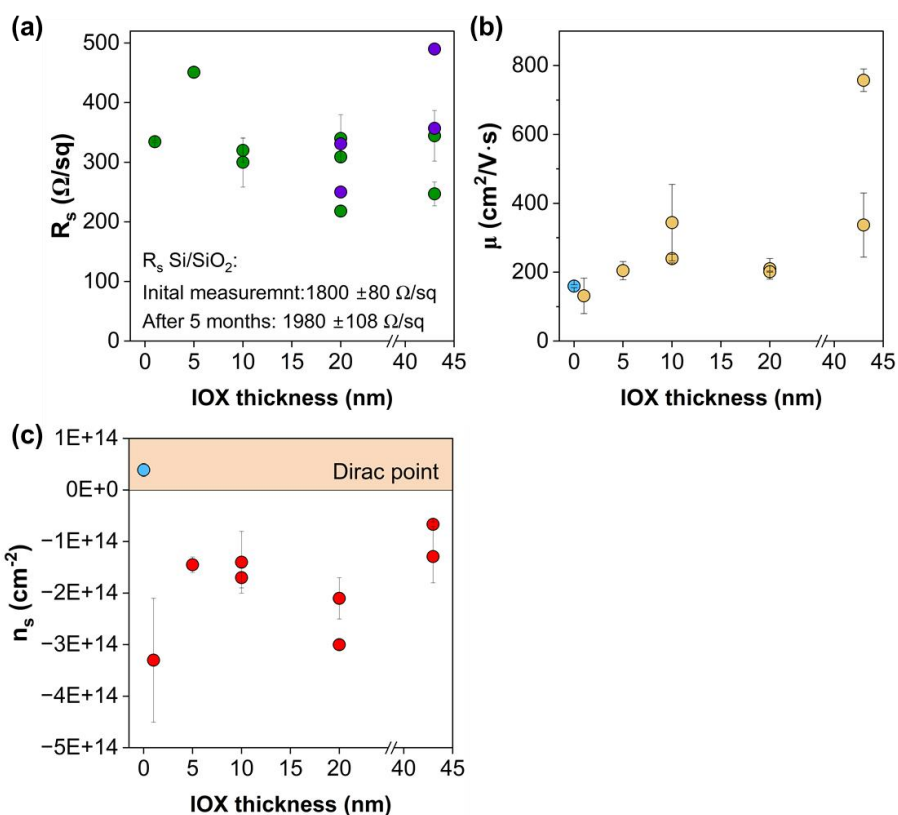 (a)
500
400
300
200
100
0
R_s (Ω/sq)
R_s Si/SiO₂:
Inital measuremnt:1800 ±80 Ω/sq
After 5 months: 1980 ±108 Ω/sq
0 5 10 15 20 40 45
IOX thickness (nm)
(b)
800
600
400
200
0
μ (cm²/V·s)
0 5 10 15 20 40 45
IOX thickness (nm)
(c)
1E+14
0E+0
−1E+14
−2E+14
−3E+14
−4E+14
−5E+14
n_s (cm⁻²)
Dirac point
0 5 10 15 20 40 45
IOX thickness (nm)